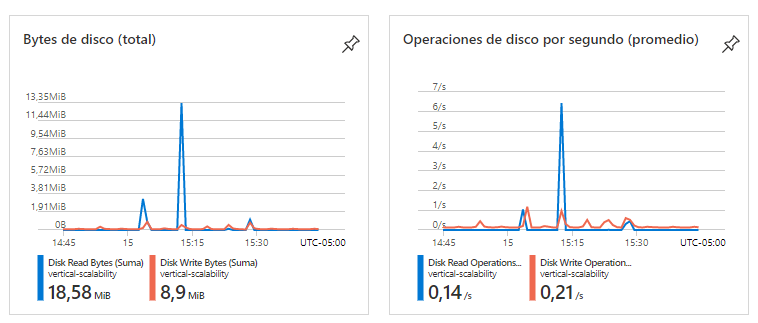 Bytes de disco (total)
13,35MiB
11,44MiB
9,54MiB
7,63MiB
5,72MiB
3,81MiB
1,91MiB
0B
14:45 15 15:15 15:30 UTC-05:00
Disk Read Bytes (Suma)
vertical-scalability
18,58 MiB
Disk Write Bytes (Suma)
vertical-scalability
8,9 MiB
Operaciones de disco por segundo (promedio)
7/s
6/s
5/s
4/s
3/s
2/s
1/s
0/s
14:45 15 15:15 15:30 UTC-05:00
Disk Read Operations...
vertical-scalability
0,14 /s
Disk Write Operation...
vertical-scalability
0,21 /s